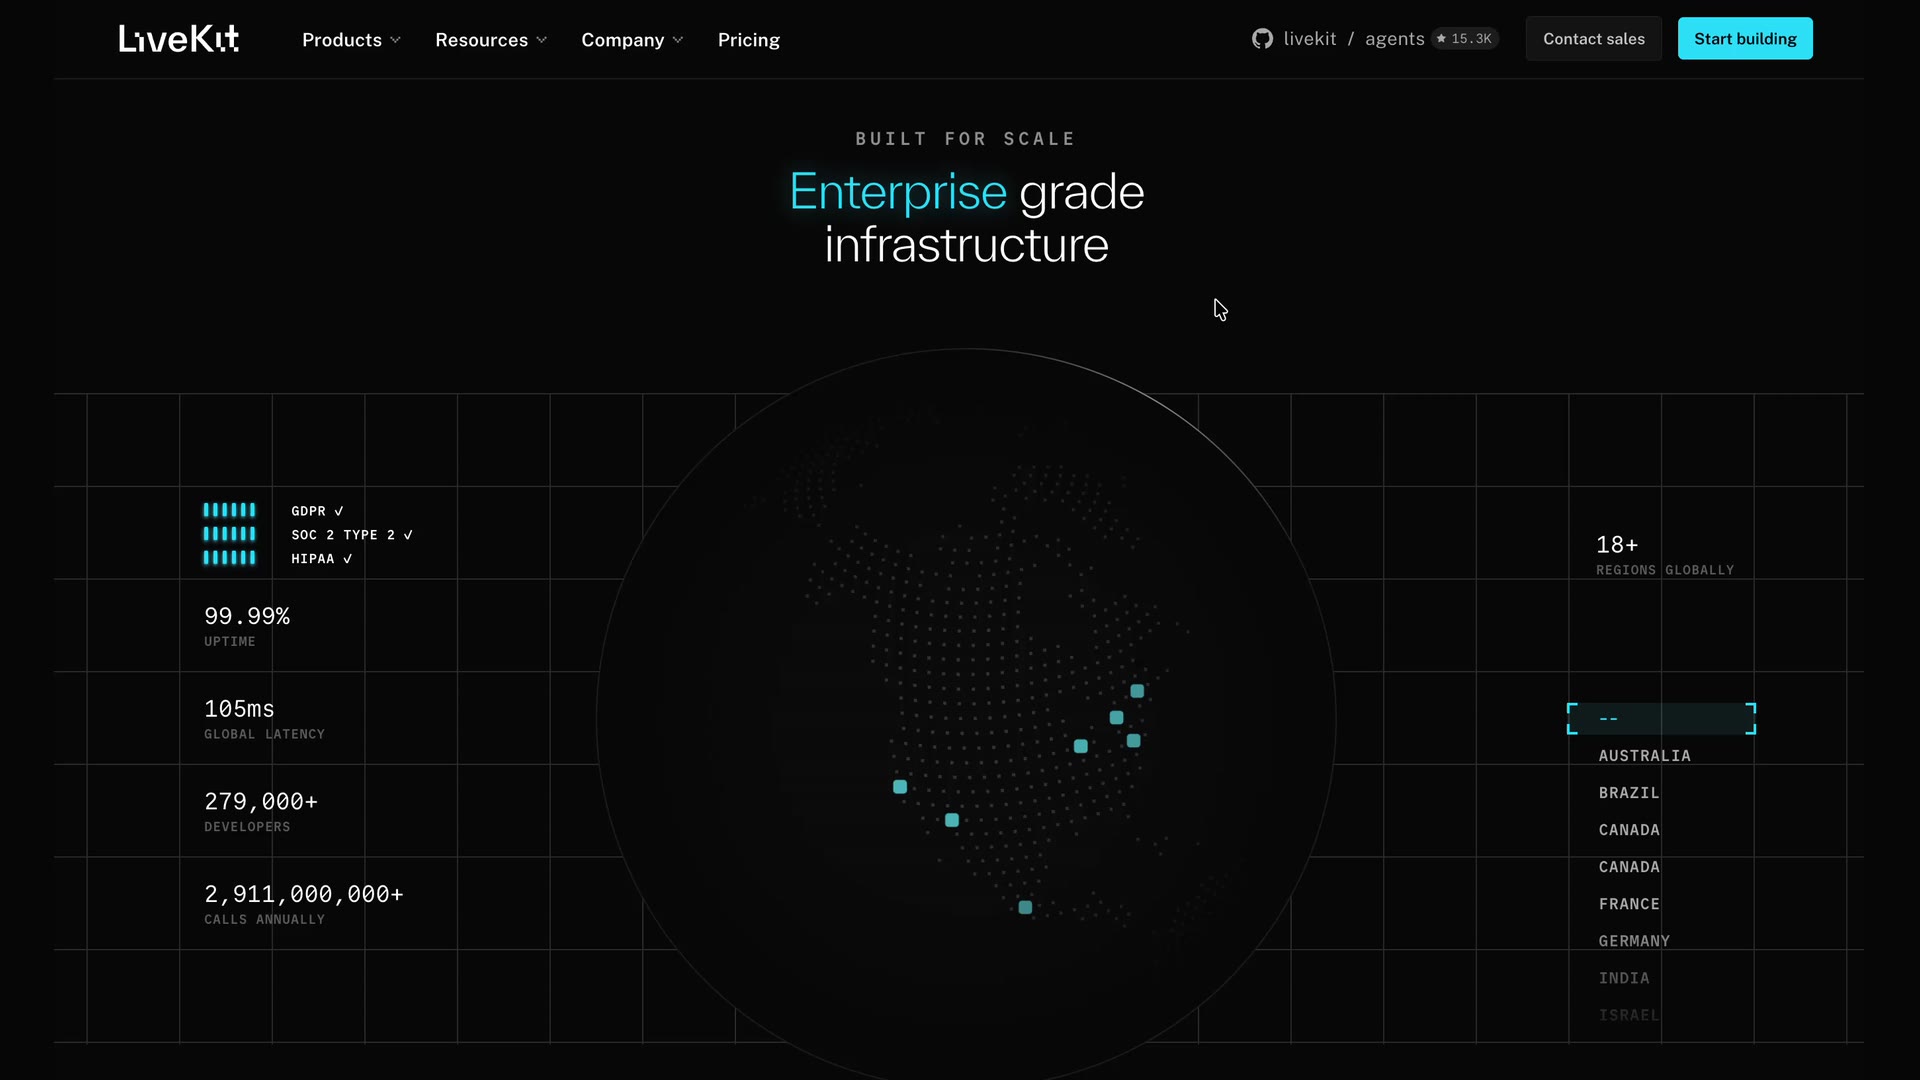 LiveKit
Products
Resources
Company
Pricing
livekit / agents ★ 15.3K
Contact sales
Start building
BUILT FOR SCALE
Enterprise grade
infrastructure
GDPR ✓
SOC 2 TYPE 2 ✓
HIPAA ✓
99.99%
UPTIME
105ms
GLOBAL LATENCY
279,000+
DEVELOPERS
2,911,000,000+
CALLS ANNUALLY
18+
REGIONS GLOBALLY
--
AUSTRALIA
BRAZIL
CANADA
CANADA
FRANCE
GERMANY
INDIA
ISRAEL